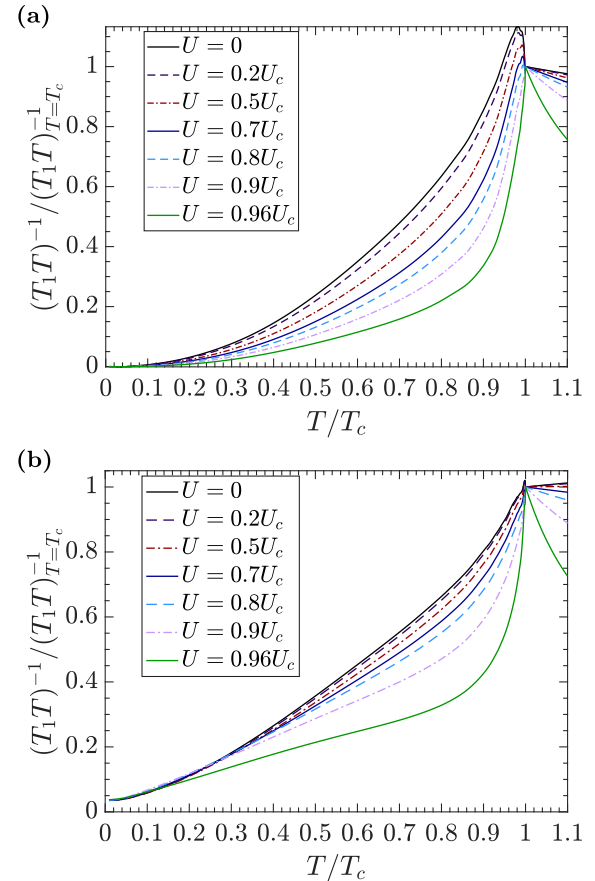 (a)
U = 0
U = 0.2U_c
U = 0.5U_c
U = 0.7U_c
U = 0.8U_c
U = 0.9U_c
U = 0.96U_c
(T_1T)^{-1}/(T_1T)^{-1}_{T=T_c}
1
0.8
0.6
0.4
0.2
0
0 0.1 0.2 0.3 0.4 0.5 0.6 0.7 0.8 0.9 1 1.1
T/T_c
(b)
U = 0
U = 0.2U_c
U = 0.5U_c
U = 0.7U_c
U = 0.8U_c
U = 0.9U_c
U = 0.96U_c
(T_1T)^{-1}/(T_1T)^{-1}_{T=T_c}
1
0.8
0.6
0.4
0.2
0
0 0.1 0.2 0.3 0.4 0.5 0.6 0.7 0.8 0.9 1 1.1
T/T_c